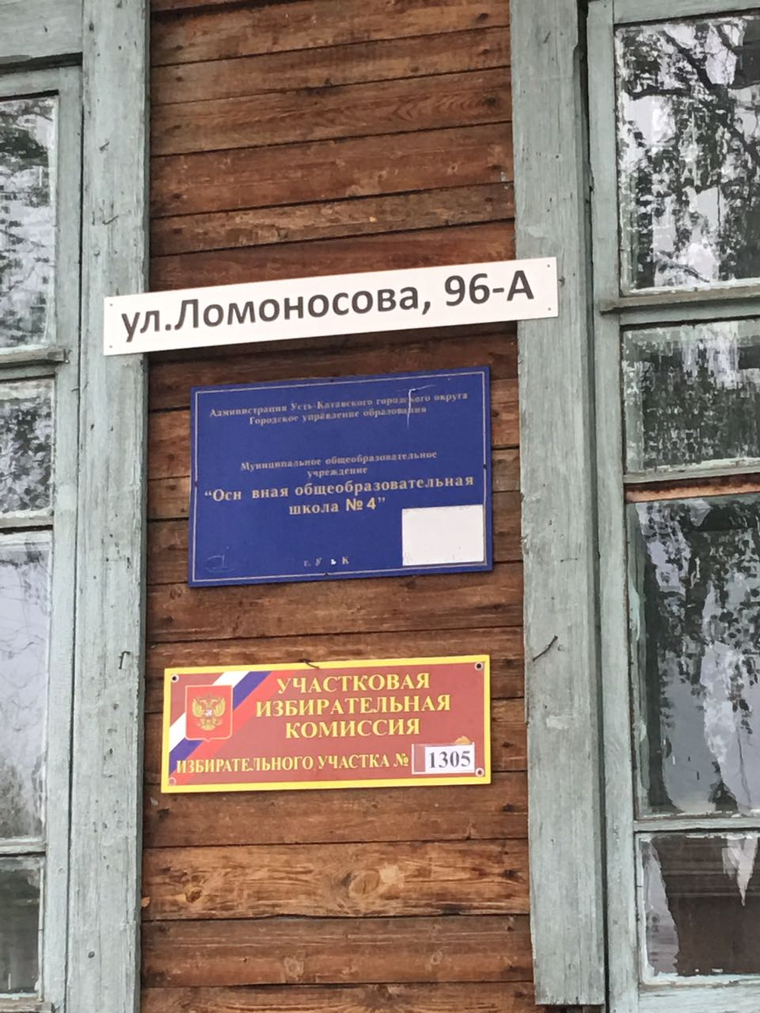 ул.Ломоносова, 96-А
Администрация Усть-Катавского городского округа
Городское управление образования
Муниципальное общеобразовательное
учреждение
“Осн вная общеобразовательная
школа №4”
г. У ь К
УЧАСТКОВАЯ
ИЗБИРАТЕЛЬНАЯ
КОМИССИЯ
ИЗБИРАТЕЛЬНОГО УЧАСТКА № 1305